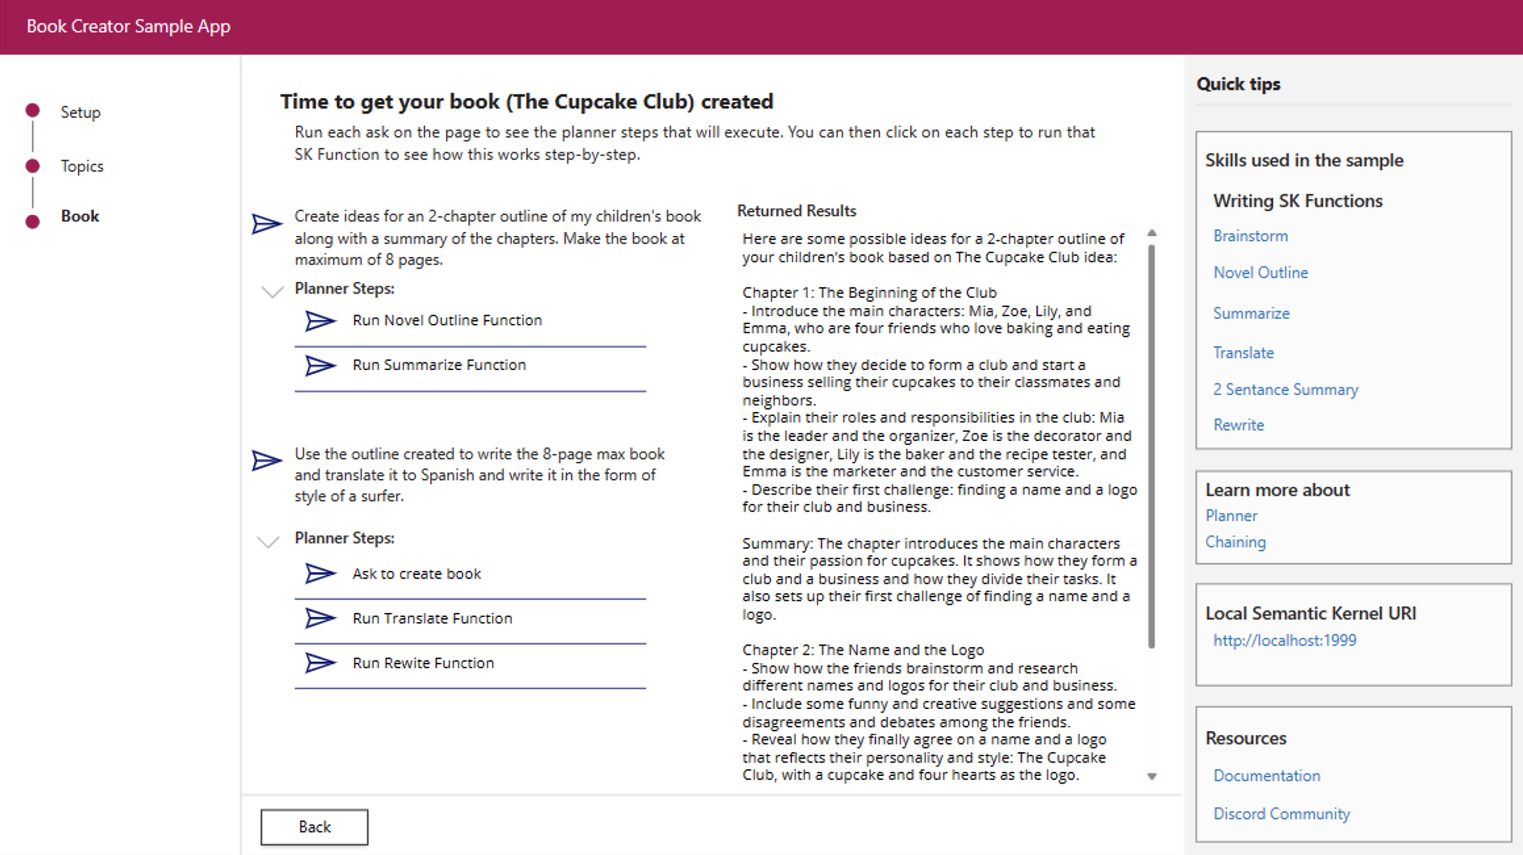 Book Creator Sample App
Setup
Topics
Book
Time to get your book (The Cupcake Club) created
Run each ask on the page to see the planner steps that will execute. You can then click on each step to run that
SK Function to see how this works step-by-step.
Create ideas for an 2-chapter outline of my children's book
along with a summary of the chapters. Make the book at
maximum of 8 pages.
Planner Steps:
Run Novel Outline Function
Run Summarize Function
Use the outline created to write the 8-page max book
and translate it to Spanish and write it in the form of
style of a surfer.
Planner Steps:
Ask to create book
Run Translate Function
Run Rewite Function
Returned Results
Here are some possible ideas for a 2-chapter outline of
your children's book based on The Cupcake Club idea:
Chapter 1: The Beginning of the Club
- Introduce the main characters: Mia, Zoe, Lily, and
Emma, who are four friends who love baking and eating
cupcakes.
- Show how they decide to form a club and start a
business selling their cupcakes to their classmates and
neighbors.
- Explain their roles and responsibilities in the club: Mia
is the leader and the organizer, Zoe is the decorator and
the designer, Lily is the baker and the recipe tester, and
Emma is the marketer and the customer service.
- Describe their first challenge: finding a name and a logo
for their club and business.
Summary: The chapter introduces the main characters
and their passion for cupcakes. It shows how they form a
club and a business and how they divide their tasks. It
also sets up their first challenge of finding a name and a
logo.
Chapter 2: The Name and the Logo
- Show how the friends brainstorm and research
different names and logos for their club and business.
- Include some funny and creative suggestions and some
disagreements and debates among the friends.
- Reveal how they finally agree on a name and a logo
that reflects their personality and style: The Cupcake
Club, with a cupcake and four hearts as the logo.
Back
Quick tips
Skills used in the sample
Writing SK Functions
Brainstorm
Novel Outline
Summarize
Translate
2 Sentence Summary
Rewrite
Learn more about
Planner
Chaining
Local Semantic Kernel URI
http://localhost:1999
Resources
Documentation
Discord Community